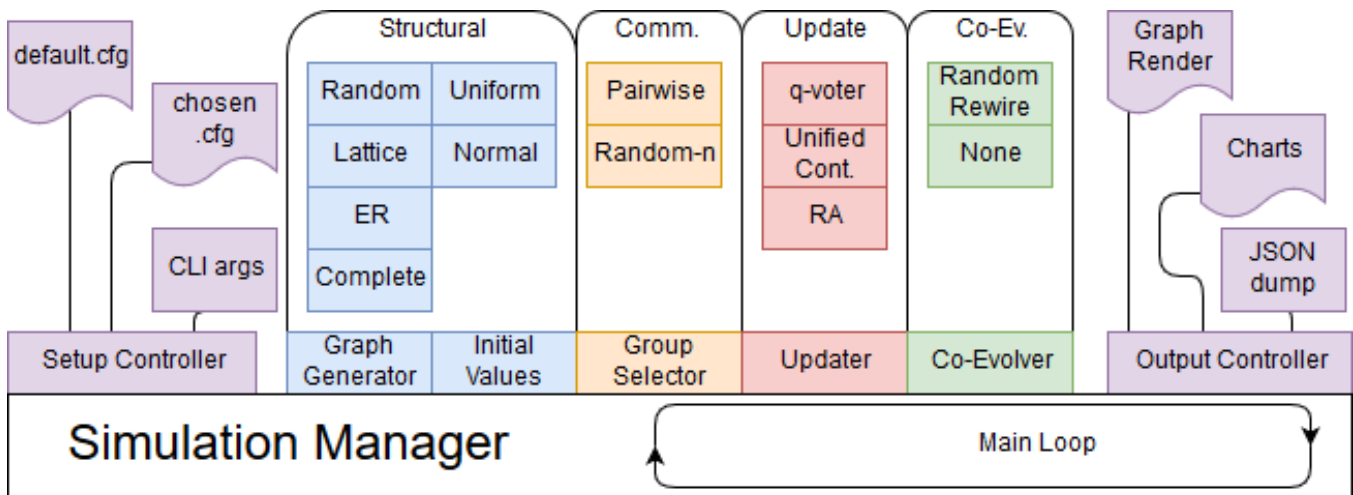 default.cfg
chosen
.cfg
CLI args
Setup Controller
Structural
Random
Uniform
Lattice
Normal
ER
Complete
Graph
Generator
Initial
Values
Comm.
Pairwise
Random-n
Group
Selector
Update
q-voter
Unified
Cont.
RA
Updater
Co-Ev.
Random
Rewire
None
Co-Evolver
Graph
Render
Charts
JSON
dump
Output Controller
Simulation Manager
Main Loop